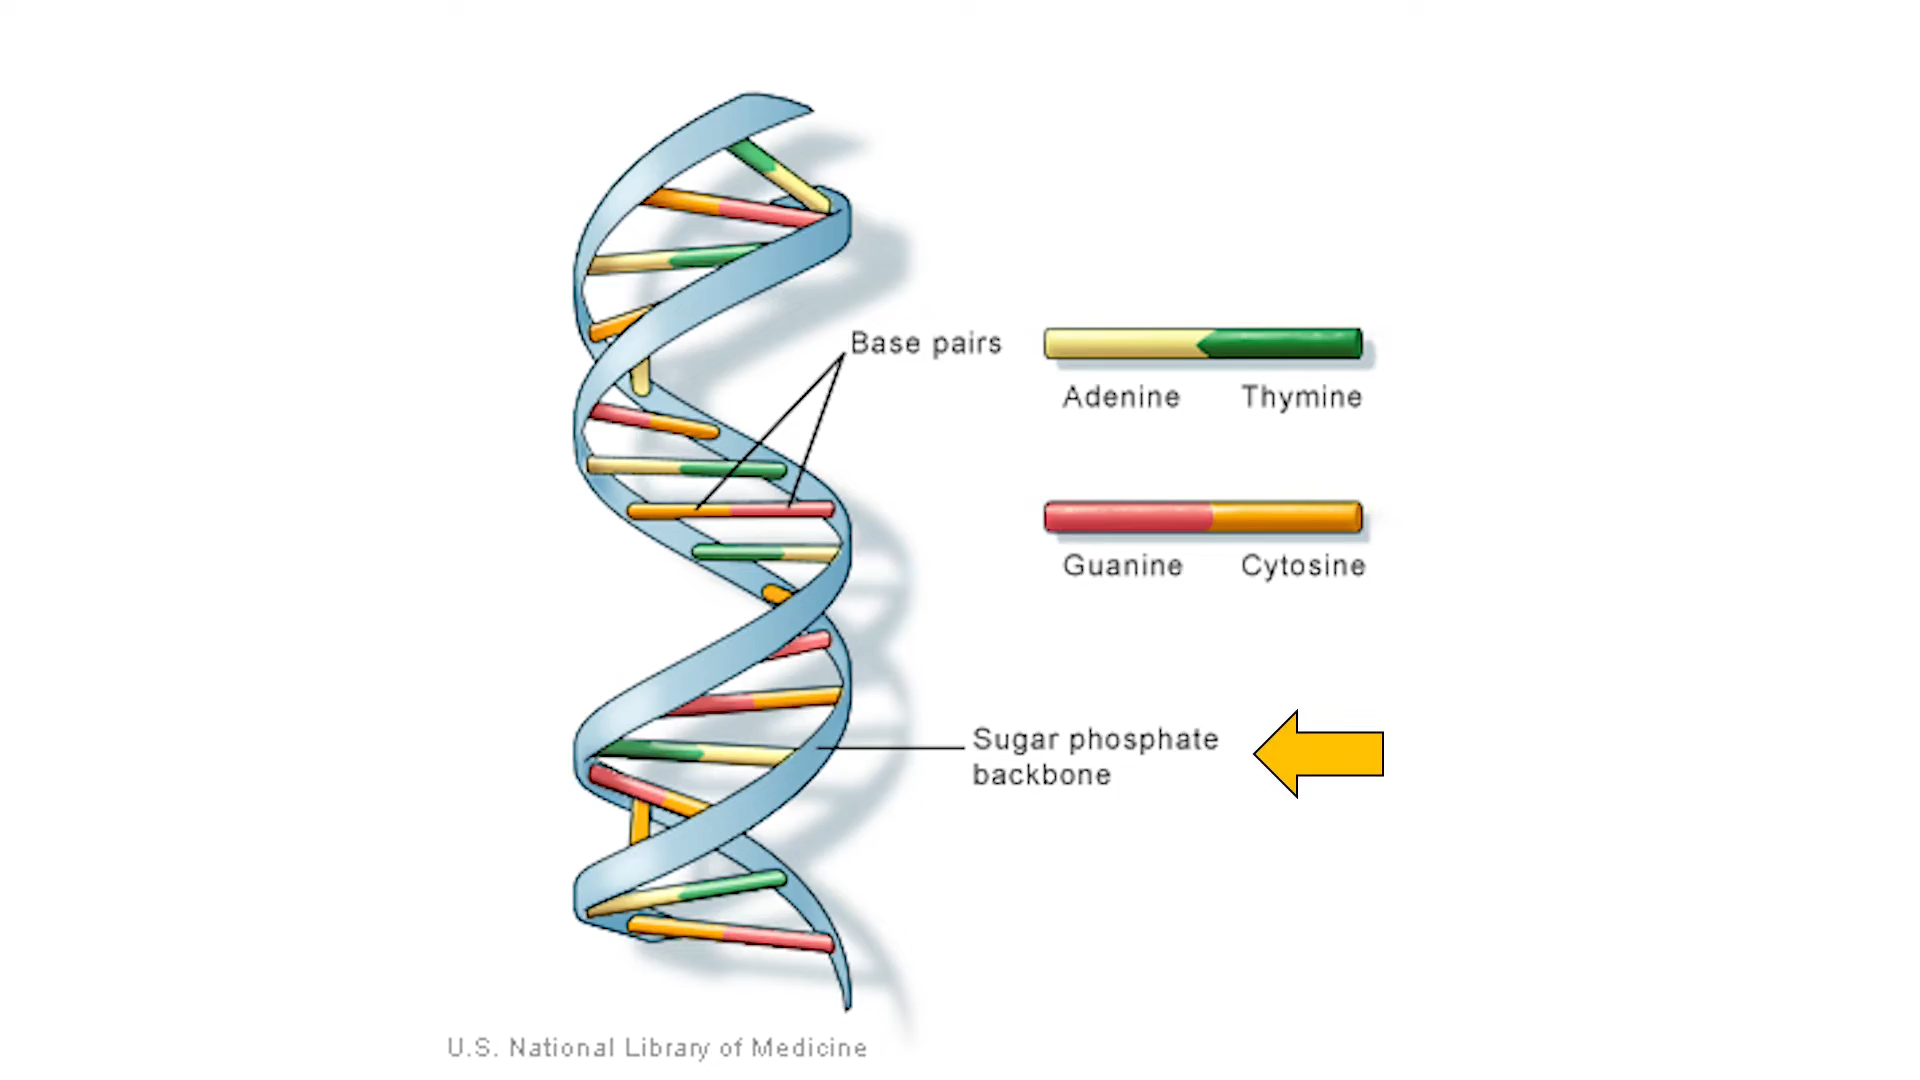 Base pairs
Adenine Thymine
Guanine Cytosine
Sugar phosphate
backbone
U.S. National Library of Medicine